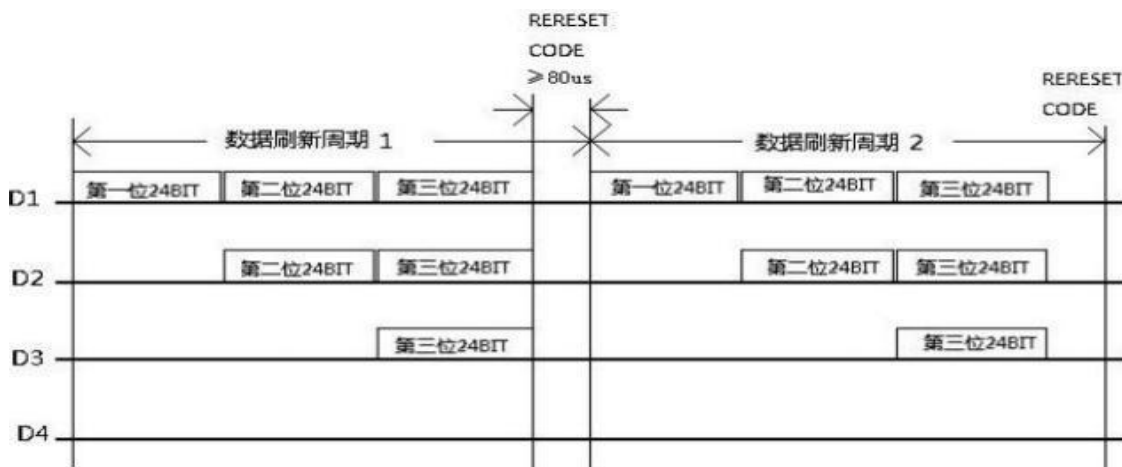 RERESET
CODE
≥80us
RERESET
CODE
数据刷新周期 1
数据刷新周期 2
D1
第一位24BIT
第二位24BIT
第三位24BIT
第一位24BIT
第二位24BIT
第三位24BIT
D2
第二位24BIT
第三位24BIT
第二位24BIT
第三位24BIT
D3
第三位24BIT
第三位24BIT
D4